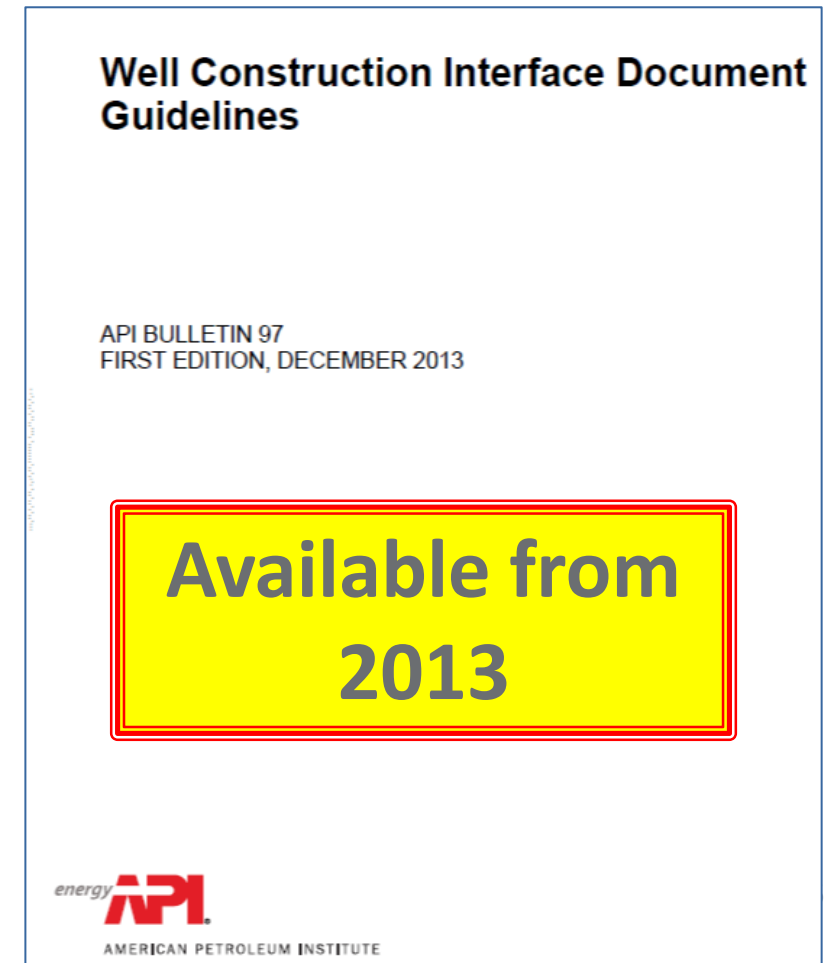 Well Construction Interface Document
Guidelines
API BULLETIN 97
FIRST EDITION, DECEMBER 2013
Available from
2013
energy API.
AMERICAN PETROLEUM INSTITUTE